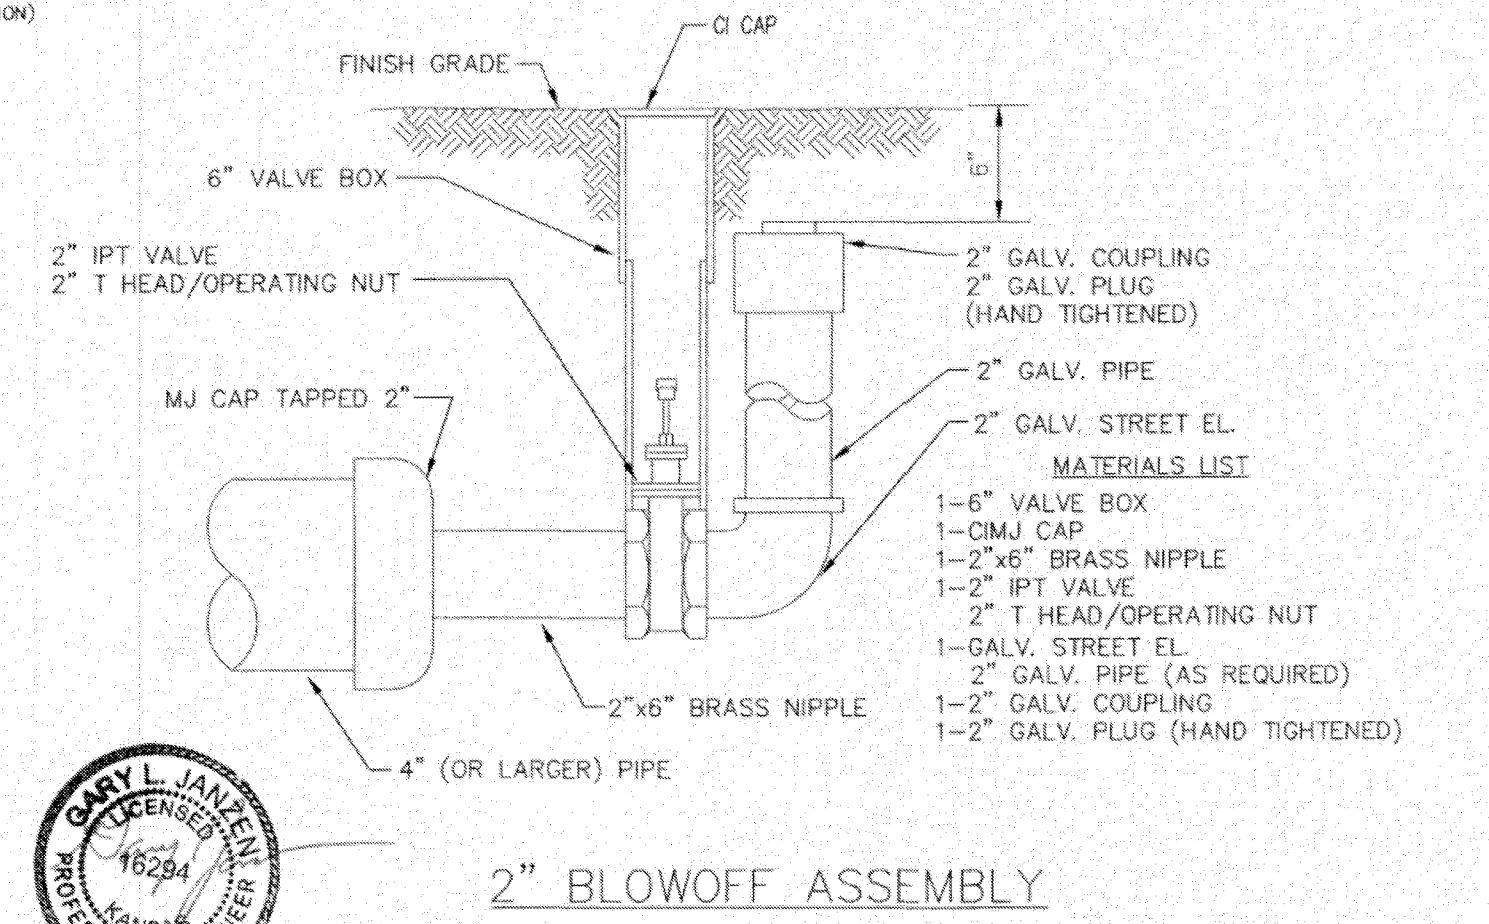 CI CAP
FINISH GRADE
6" VALVE BOX
6"
2" IPT VALVE
2" T HEAD/OPERATING NUT
2" GALV. COUPLING
2" GALV. PLUG
(HAND TIGHTENED)
MJ CAP TAPPED 2"
2" GALV. PIPE
2" GALV. STREET EL.
MATERIALS LIST
1-6" VALVE BOX
1-CIMJ CAP
1-2"x6" BRASS NIPPLE
1-2" IPT VALVE
2" T HEAD/OPERATING NUT
1-GALV. STREET EL.
2" GALV. PIPE (AS REQUIRED)
1-2" GALV. COUPLING
1-2" GALV. PLUG (HAND TIGHTENED)
2"x6" BRASS NIPPLE
4" (OR LARGER) PIPE
GARY L. JANZEN
LICENSED
16294
2" BLOWOFF ASSEMBLY